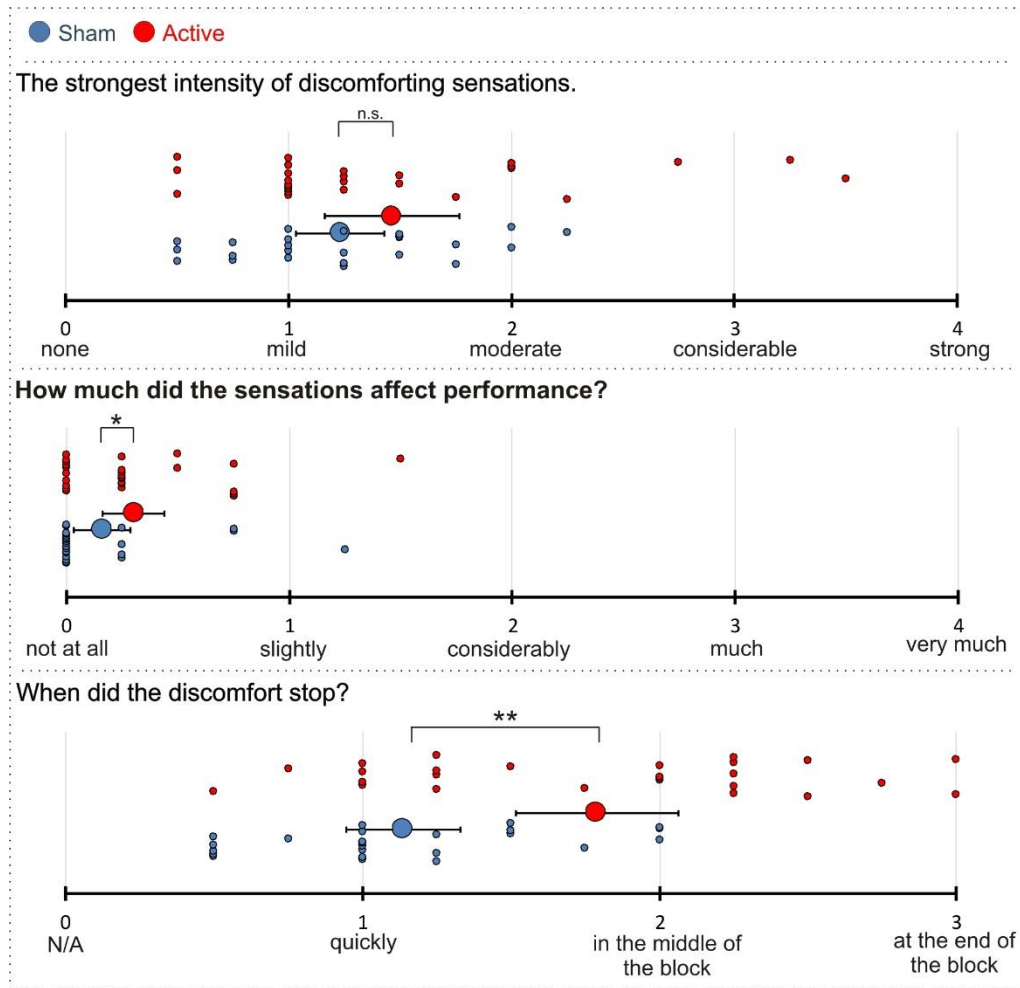 Sham Active
The strongest intensity of discomforting sensations.
n.s.
0 1 2 3 4
none mild moderate considerable strong
How much did the sensations affect performance?
*
0 1 2 3 4
not at all slightly considerably much very much
When did the discomfort stop?
**
0 1 2 3
N/A quickly in the middle of at the end of
the block the block